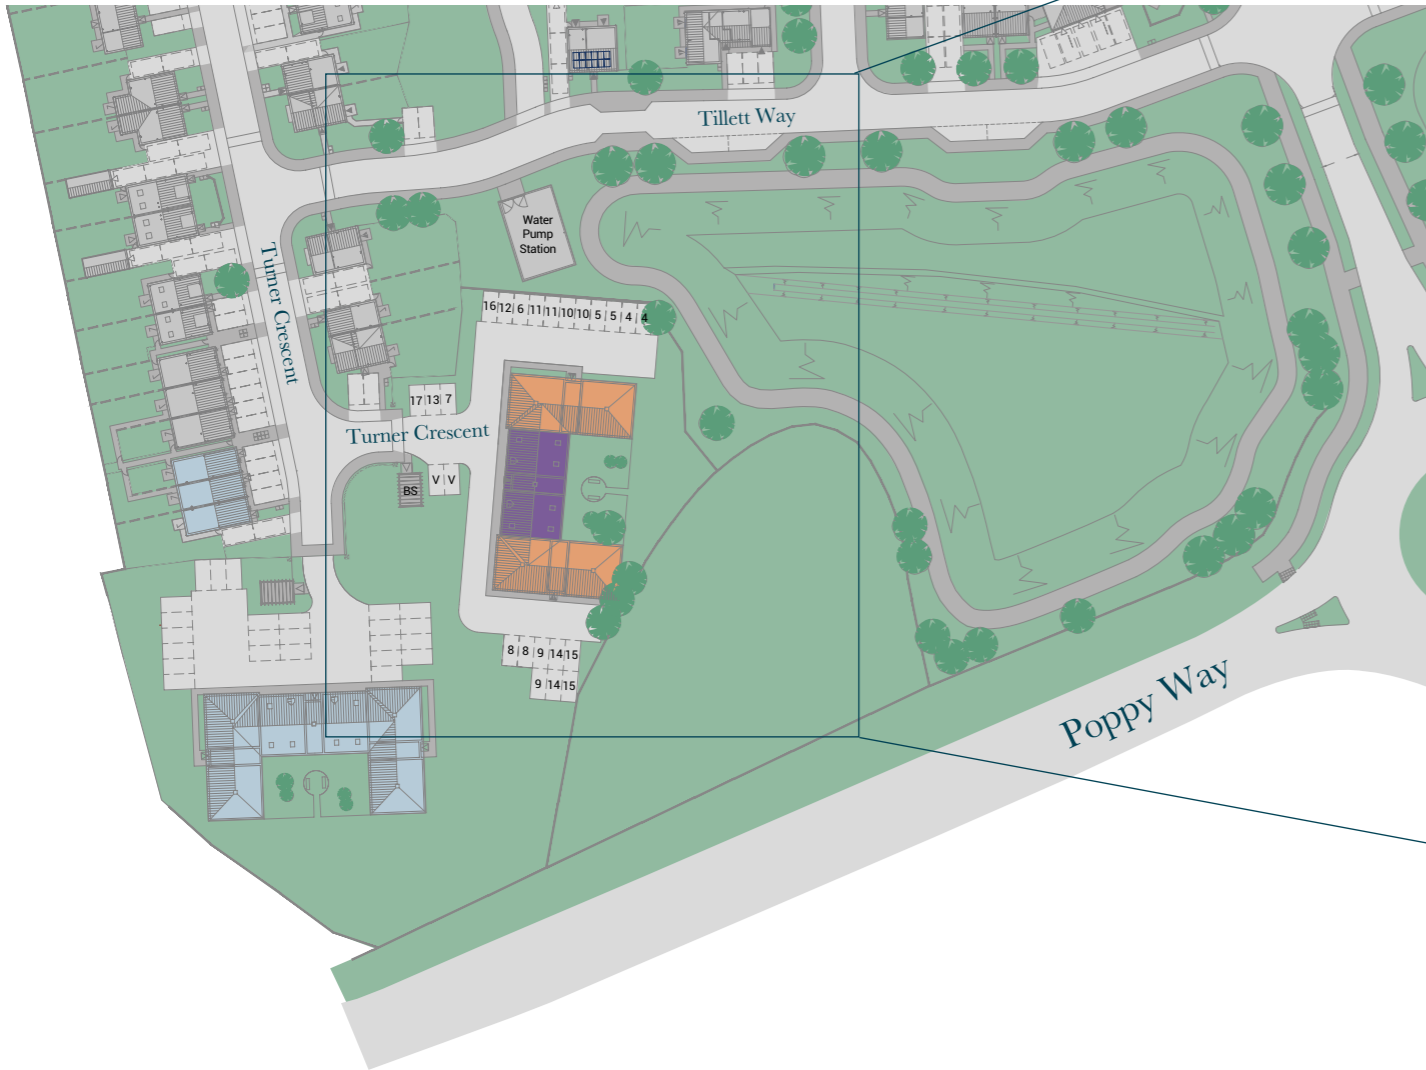 Tillett Way
Water
Pump
Station
Turner Crescent
16 12 6 11 11 10 10 5 5 4 4
17 13 7
Turner Crescent
V V
BS
8 8 9 14 15
9 14 15
Poppy Way